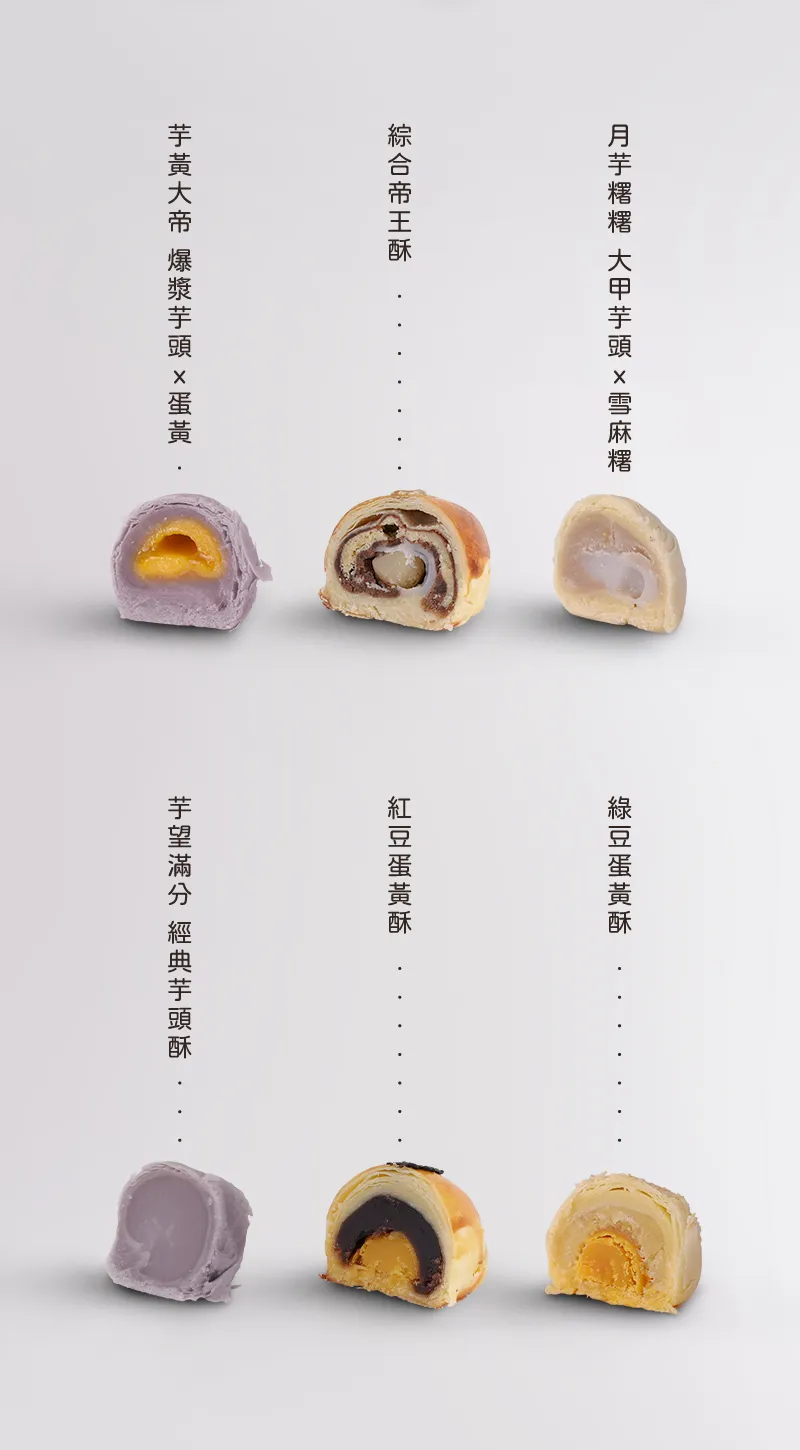 月芋糬糬 大甲芋頭×雪麻糬
綜合帝王酥.......
芋黃大帝 爆漿芋頭×蛋黃.
綠豆蛋黃酥.......
紅豆蛋黃酥.......
芋望滿分 經典芋頭酥...